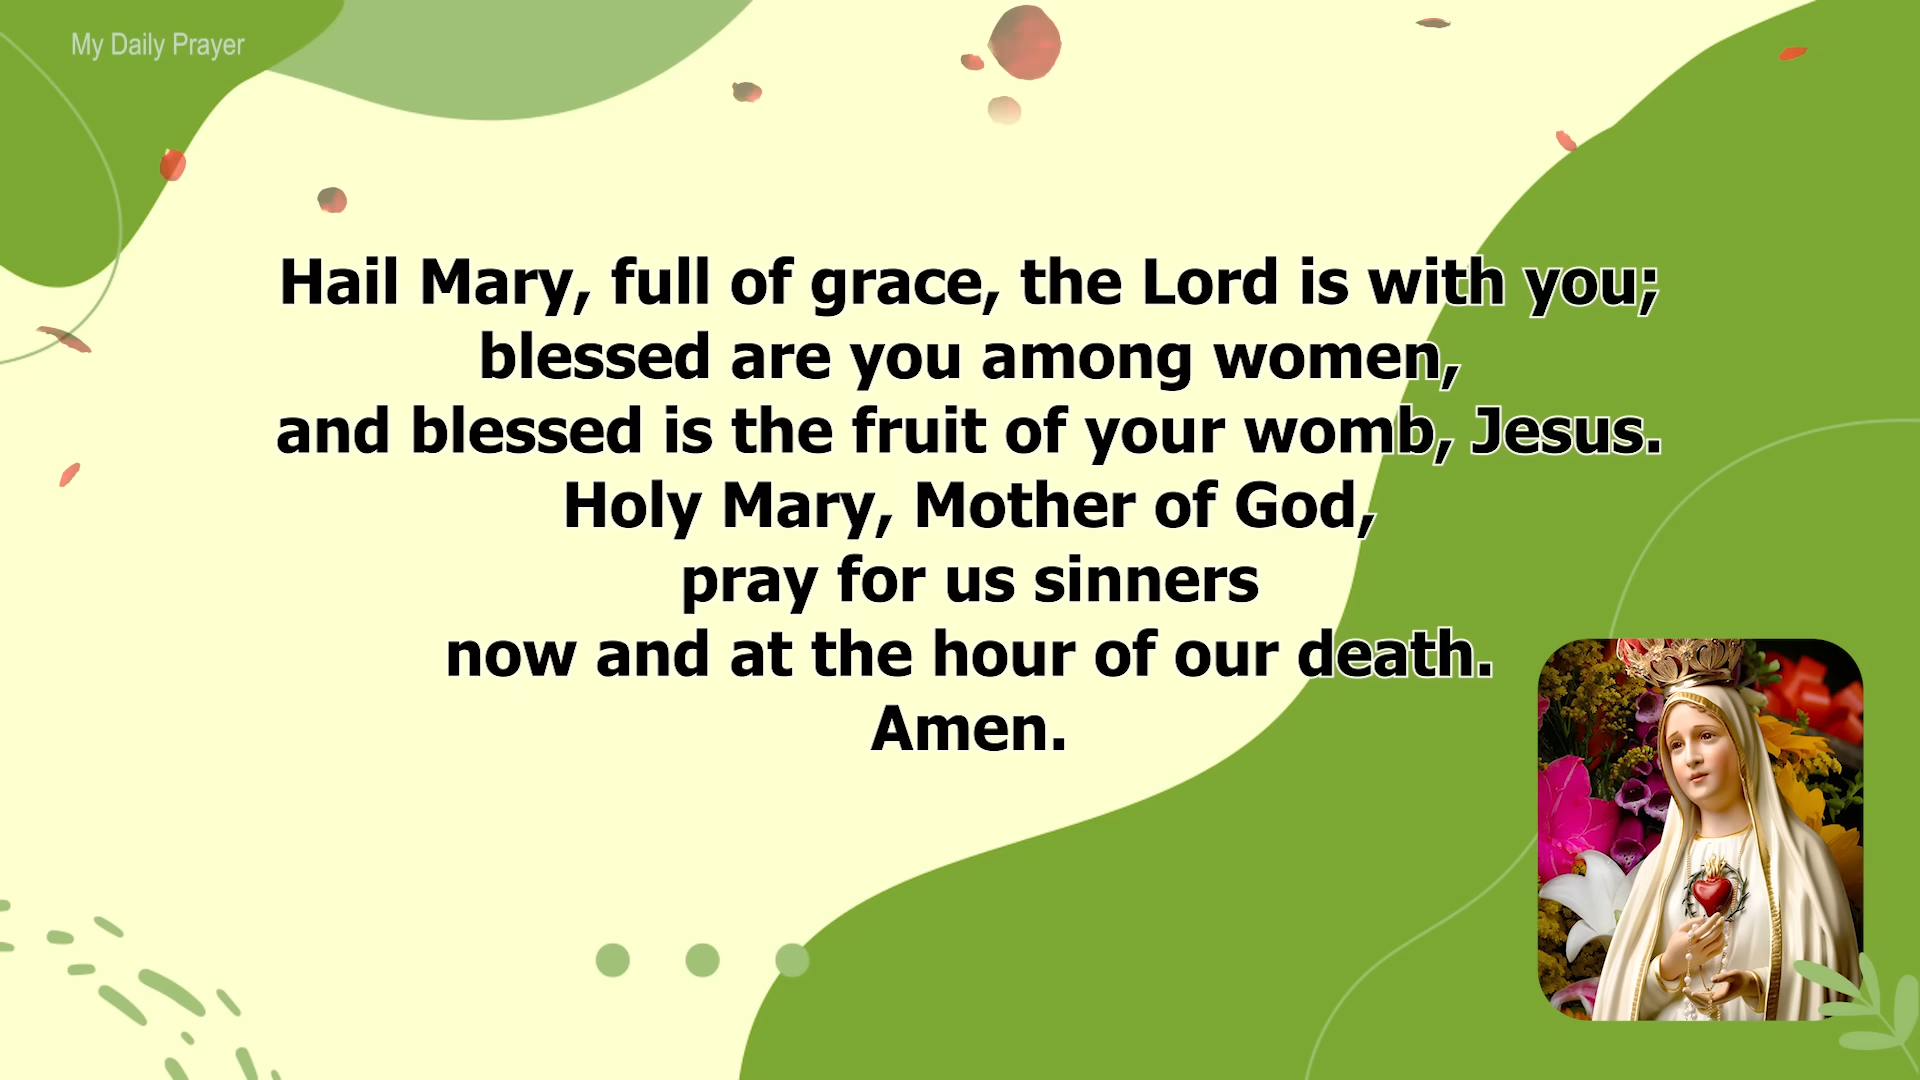 My Daily Prayer
Hail Mary, full of grace, the Lord is with you;
blessed are you among women,
and blessed is the fruit of your womb, Jesus.
Holy Mary, Mother of God,
pray for us sinners
now and at the hour of our death.
Amen.